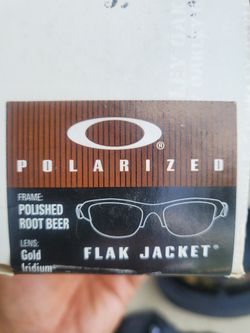 ®
POLARIZED
FRAME:
POLISHED
ROOT BEER
LENS:
Gold
Iridium
FLAK JACKET®